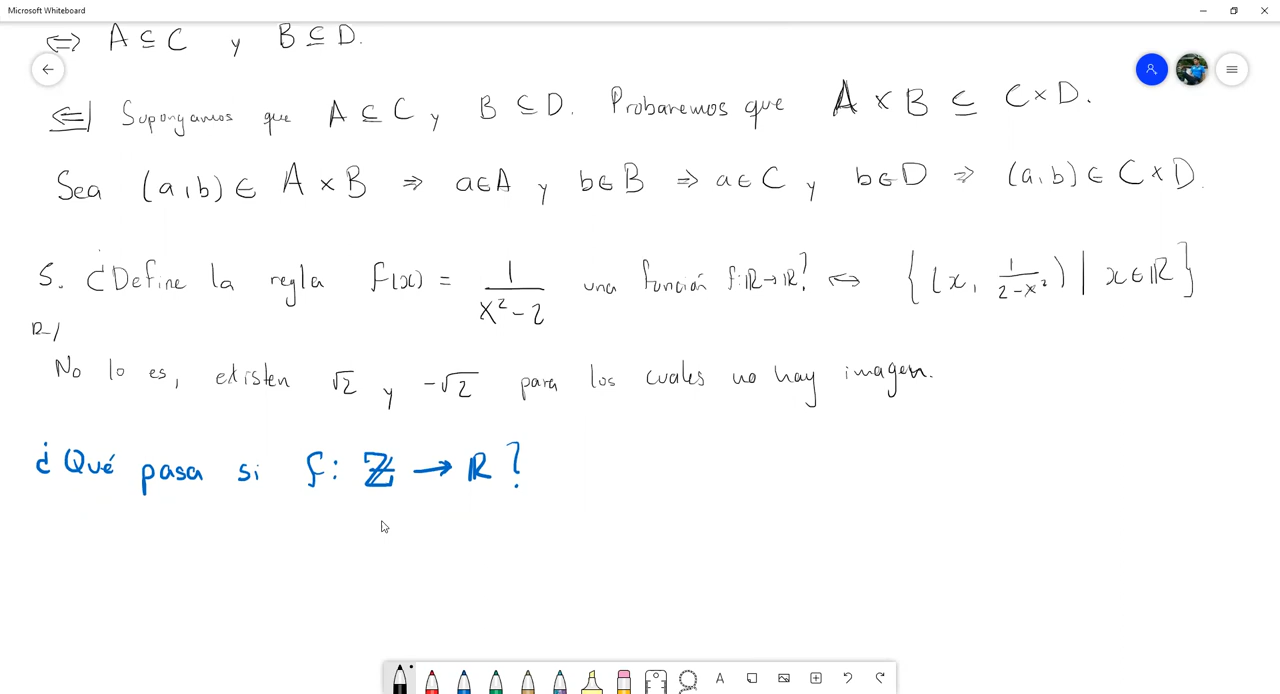 Microsoft Whiteboard
⟺ A ⊆ C y B ⊆ D.
⟸| Supongamos que A ⊆ C y B ⊆ D. Probaremos que A × B ⊆ C × D.
Sea (a,b) ∈ A × B ⇒ a ∈ A y b ∈ B ⇒ a ∈ C y b ∈ D ⇒ (a,b) ∈ C × D.
5. ¿Define la regla f(x) = 1/(x² - 2) una función f: ℝ → ℝ? ⟺ {(x, 1/(2-x²)) | x ∈ ℝ}
R/
No lo es, existen √2 y -√2 para los cuales no hay imagen.
¿Qué pasa si f: ℤ → ℝ?